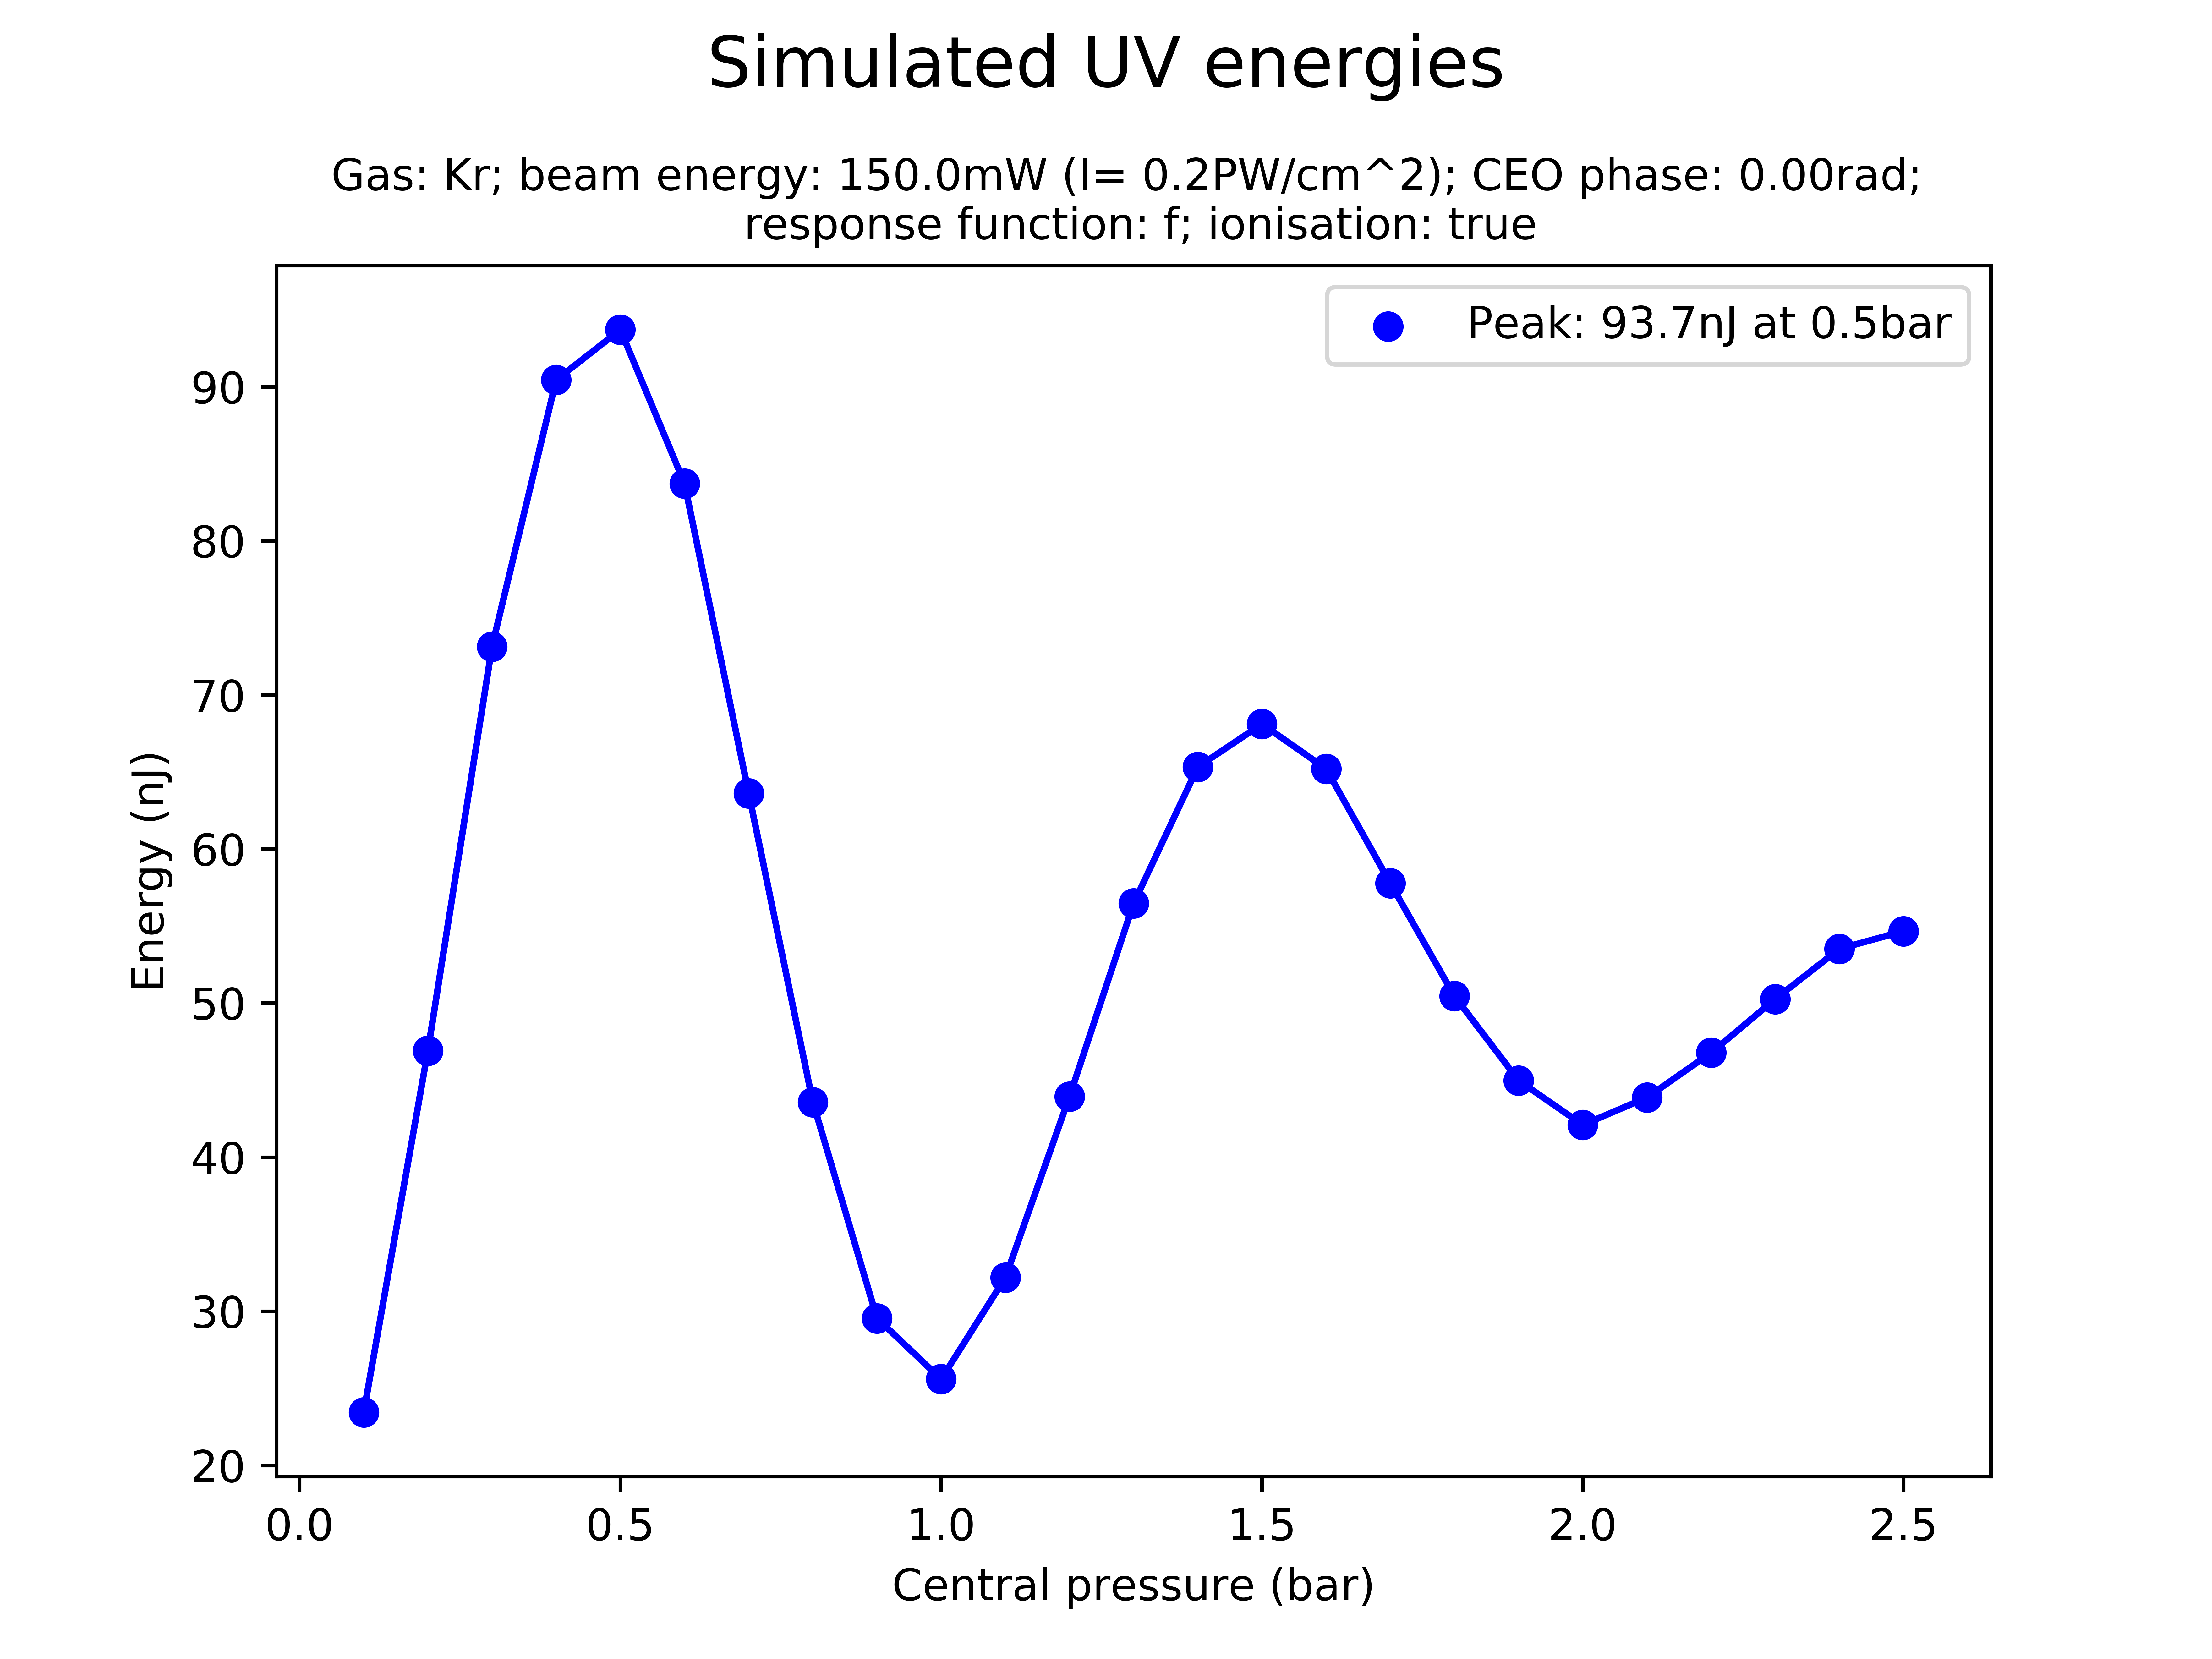 Simulated UV energies
Gas: Kr; beam energy: 150.0mW (I= 0.2PW/cm^2); CEO phase: 0.00rad;
response function: f; ionisation: true
Peak: 93.7nJ at 0.5bar
90
80
70
60
50
40
30
20
Energy (nJ)
0.0 0.5 1.0 1.5 2.0 2.5
Central pressure (bar)